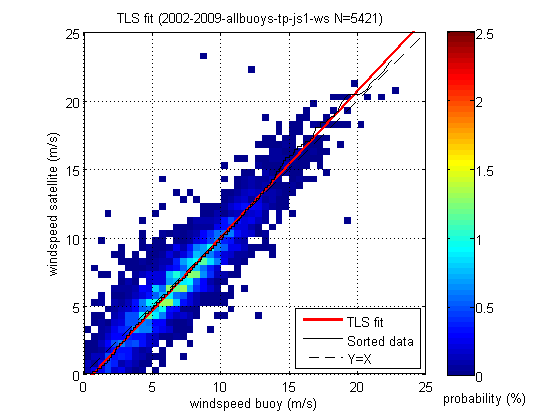 TLS fit (2002-2009-allbuoys-tp-js1-ws N=5421)
25
20
15
10
5
0
windspeed satellite (m/s)
0 5 10 15 20 25
windspeed buoy (m/s)
TLS fit
Sorted data
Y=X
2.5
2
1.5
1
0.5
0
probability (%)